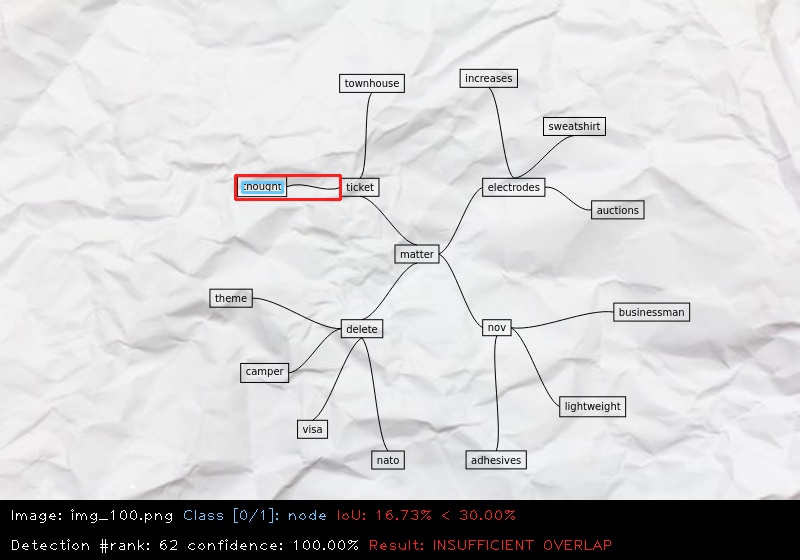 increases
townhouse
sweatshirt
ticket
electrodes
auctions
matter
theme
businessman
delete
nov
camper
lightweight
visa
nato
adhesives
Image: img_100.png Class [0/1]: node IoU: 16.73% < 30.00%
Detection #rank: 62 confidence: 100.00% Result: INSUFFICIENT OVERLAP